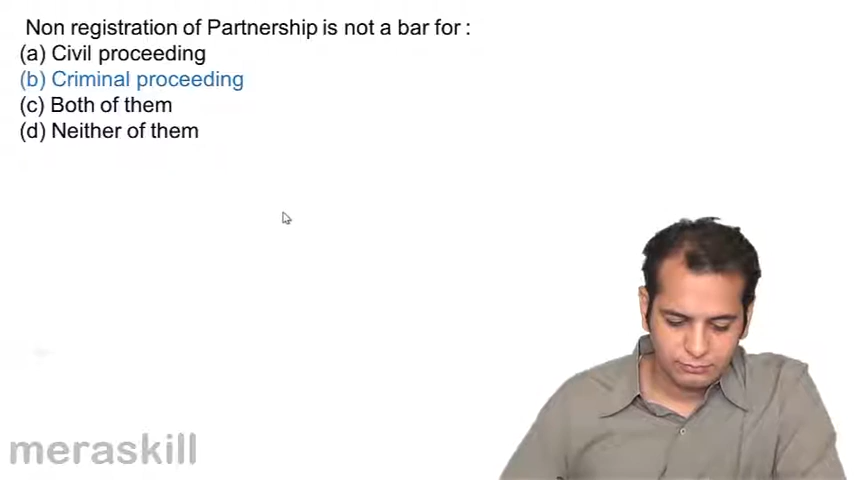 Non registration of Partnership is not a bar for :
(a) Civil proceeding
(b) Criminal proceeding
(c) Both of them
(d) Neither of them
meraskill